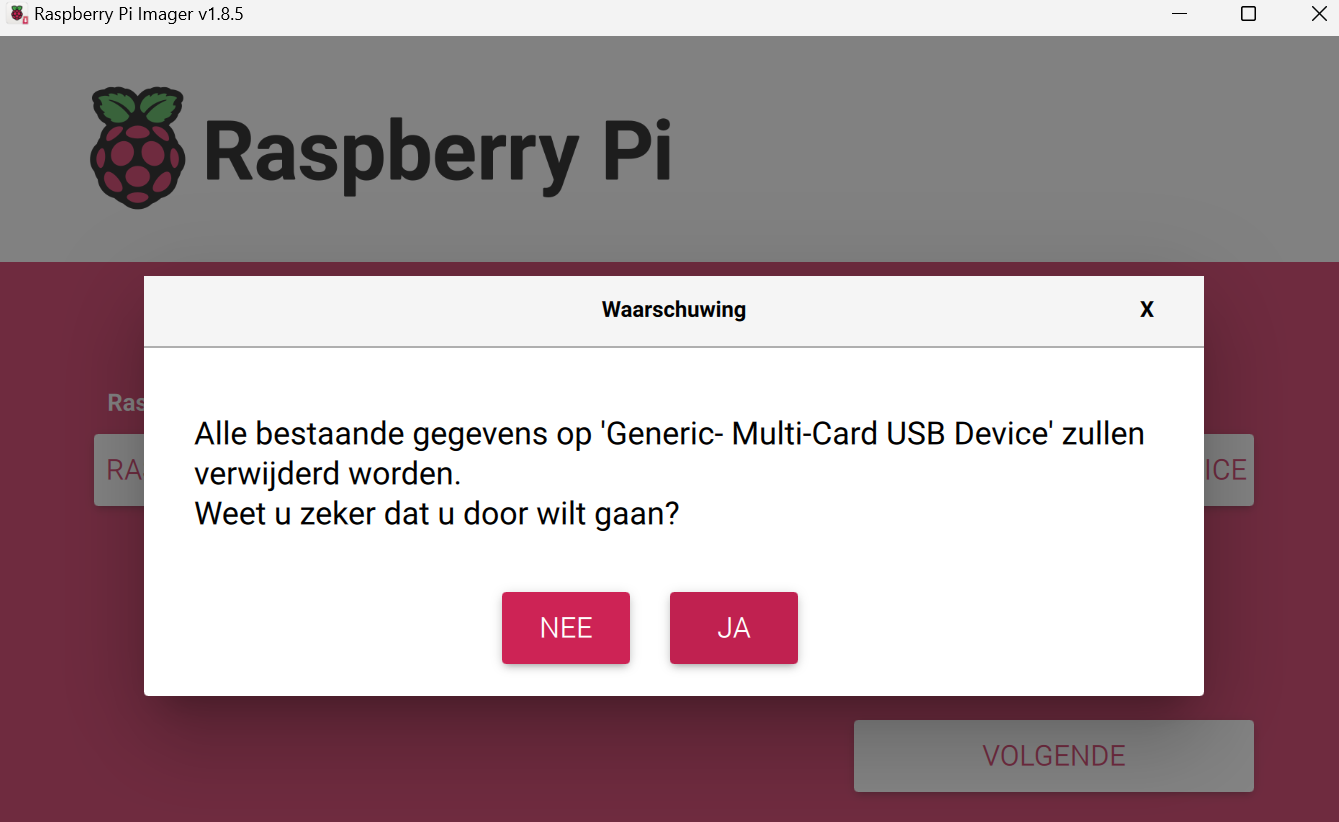 Raspberry Pi Imager v1.8.5
Raspberry Pi
Waarschuwing X
Alle bestaande gegevens op 'Generic- Multi-Card USB Device' zullen
verwijderd worden.
Weet u zeker dat u door wilt gaan?
Ras
RA
ICE
NEE JA
VOLGENDE